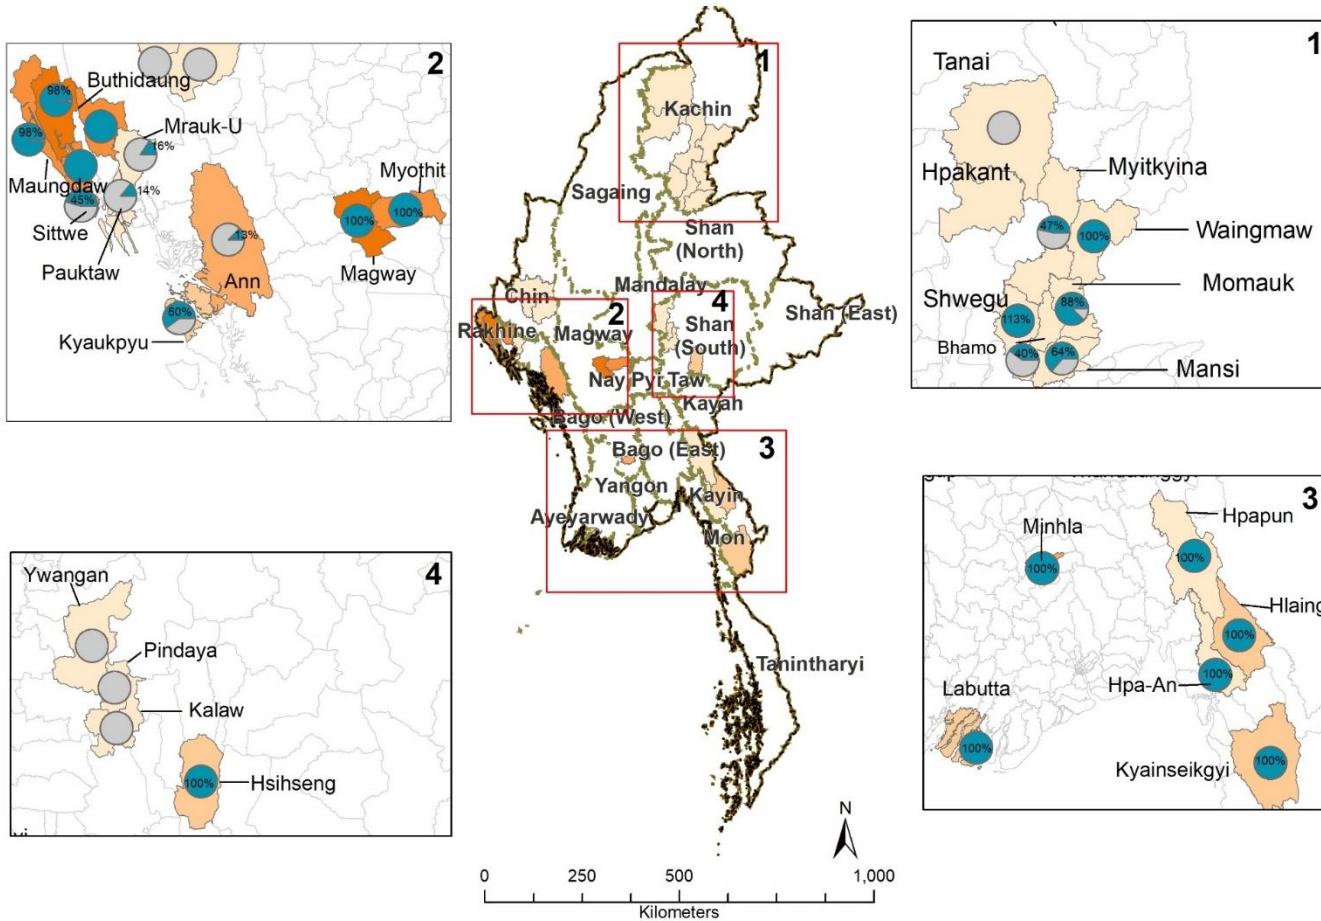 2
Buthidaung
98%
Mrauk-U
98%
16%
Maungdaw
14%
45%
Sittwe
Pauktaw
Myothit
100%
100%
13%
Ann
Magway
60%
Kyaukpyu
1
Kachin
Sagaing
Shan
(North)
Mandalay
Chin
4
Shan (East)
Rakhine
2
Magway
Shan
(South)
Nay Pyi Taw
Kayah
Bago (West)
3
Bago (East)
Yangon
Kayin
Ayeyarwady
Mon
Tanintharyi
N
0
250
500
1,000
Kilometers
1
Tanai
Hpakant
Myitkyina
47%
100%
Waingmaw
Momauk
Shwegu
88%
113%
Bhamo
40%
64%
Mansi
3
Minhla
100%
Hpapun
100%
Hlaing
100%
100%
Hpa-An
Labutta
100%
Kyainseikgyi
100%
4
Ywangan
Pindaya
Kalaw
100%
Hsihseng